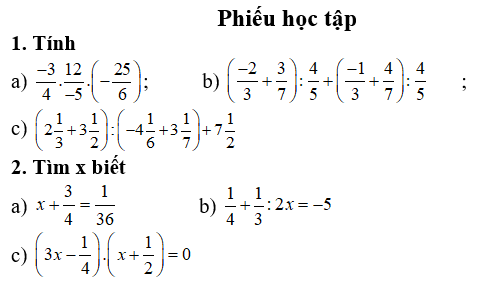 Phiếu học tập
1. Tính
a) \frac{-3}{4}.\frac{12}{-5}.\left(-\frac{25}{6}\right); b) \left(\frac{-2}{3}+\frac{3}{7}\right):\frac{4}{5}+\left(\frac{-1}{3}+\frac{4}{7}\right):\frac{4}{5} ;
c) \left(2\frac{1}{3}+3\frac{1}{2}\right):\left(-4\frac{1}{6}+3\frac{1}{7}\right)+7\frac{1}{2}
2. Tìm x biết
a) x+\frac{3}{4}=\frac{1}{36} b) \frac{1}{4}+\frac{1}{3}:2x=-5
c) \left(3x-\frac{1}{4}\right).\left(x+\frac{1}{2}\right)=0